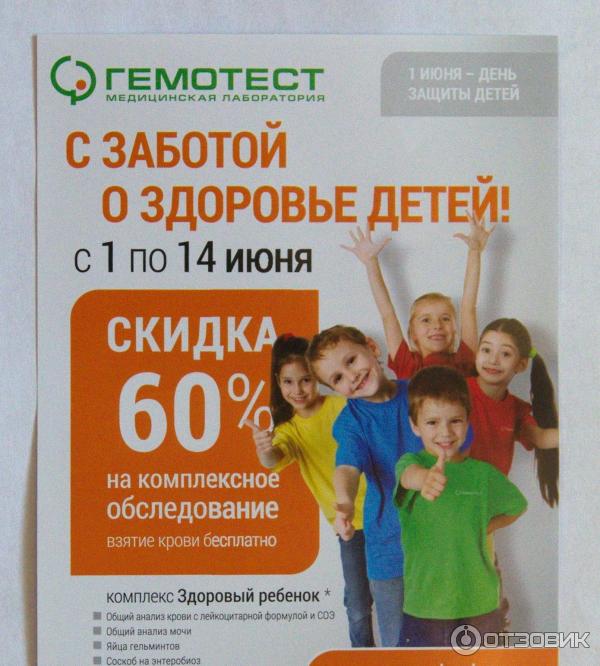 ГЕМОТЕСТ
МЕДИЦИНСКАЯ ЛАБОРАТОРИЯ
1 ИЮНЯ – ДЕНЬ
ЗАЩИТЫ ДЕТЕЙ
С ЗАБОТОЙ
О ЗДОРОВЬЕ ДЕТЕЙ!
с 1 по 14 июня
СКИДКА
60%
на комплексное
обследование
взятие крови бесплатно
комплекс Здоровый ребенок *
Общий анализ крови с лейкоцитарной формулой и СОЭ
Общий анализ мочи
Яйца гельминтов
Соскоб на энтеробиоз
ОТЗОВИК